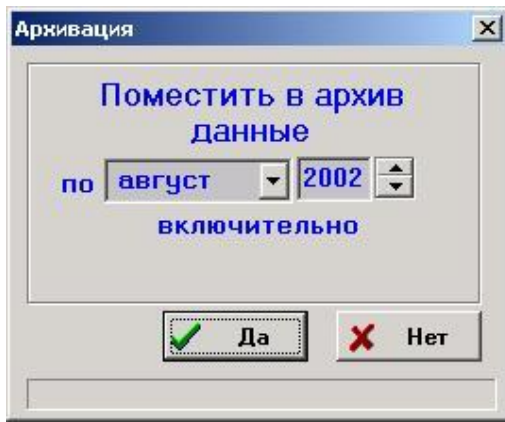 Архивация
Поместить в архив
данные
по август 2002
включительно
Да Нет